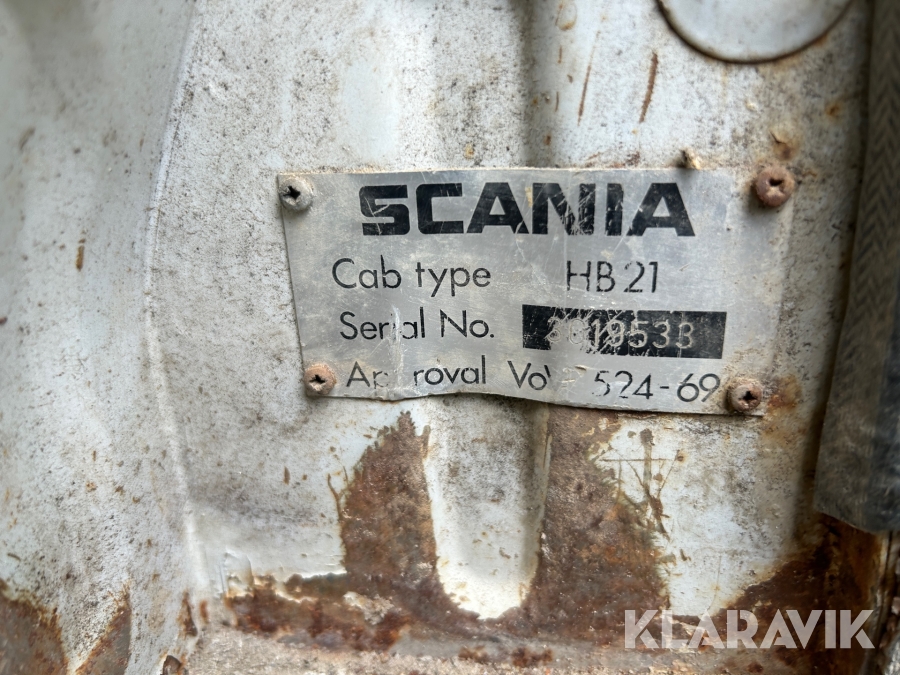 SCANIA
Cab type HB 21
Serial No.
Approval 524-69
KLARAVIK